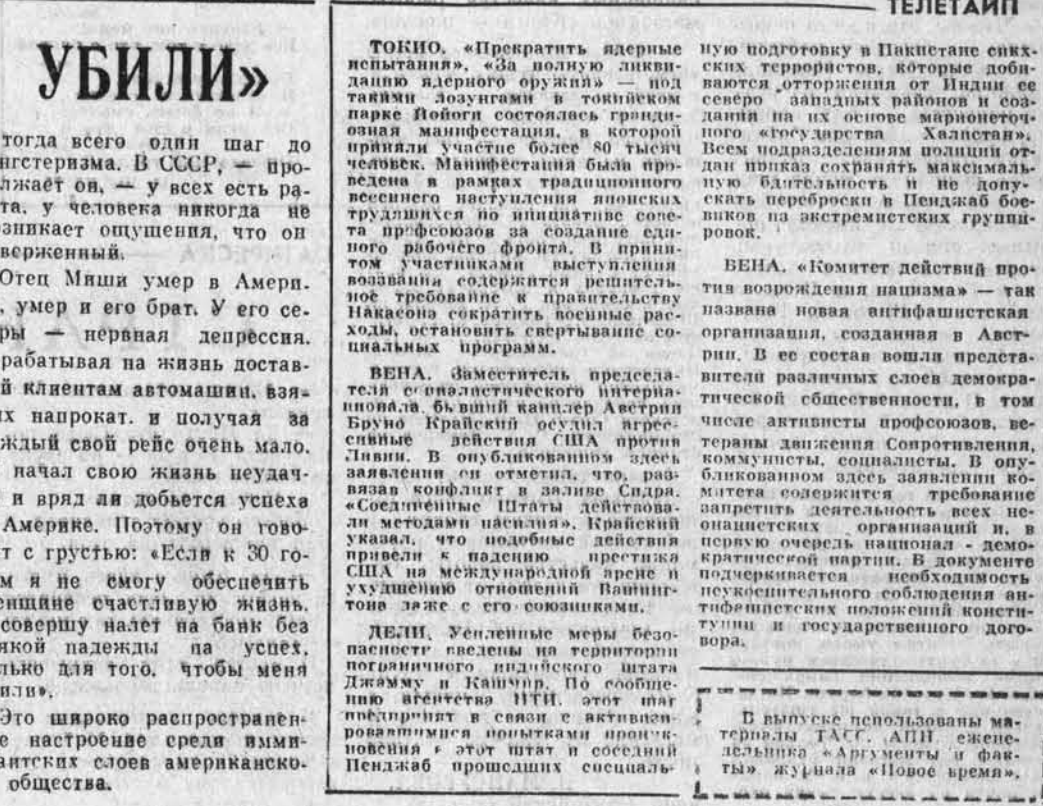 УБИЛИ»
тогда всего один шаг до
нгстеризма. В СССР, — про-
лжает он, — у всех есть ра-
та, у человека никогда не
зникает ощущения, что он
верженный.
Отец Миши умер в Амери-
, умер и его брат. У его се-
ры — нервная депрессия.
рабатывая на жизнь достав-
й клиентам автомашин, взя-
х напрокат, и получая за
ждый свой рейс очень мало.
начал свою жизнь неудач-
и вряд ли добьется успеха
Америке. Поэтому он гово-
т с грустью: «Если к 30 го-
м я не смогу обеспечить
енщине счастливую жизнь,
совершу налет на банк без
якой надежды на успех,
лько для того, чтобы меня
или».
Это широко распространен-
е настроение среди имми-
антских слоев американско-
общества.
ТЕЛЕТАЙП
ТОКИО. «Прекратить ядерные
испытания», «За полную ликви-
дацию ядерного оружия» — под
такими лозунгами в токийском
парке Йойоги состоялась гранди-
озная манифестация, в которой
приняли участие более 80 тысяч
человек. Манифестация была про-
ведена в рамках традиционного
весеннего наступления японских
трудящихся по инициативе сове-
та профсоюзов за создание еди-
ного рабочего фронта. В приня-
том участниками выступления
воззвании содержится решитель-
ное требование к правительству
Накасонэ сократить военные рас-
ходы, остановить свертывание со-
циальных программ.
ВЕНА. Заместитель председа-
теля социалистического интерна-
ционала, бывший канцлер Австрии
Бруно Крайский осудил агрес-
сивные действия США против
Ливии. В опубликованном здесь
заявлении он отметил, что, раз-
вязав конфликт в заливе Сидра,
«Соединенные Штаты действова-
ли методами насилия». Крайский
указал, что подобные действия
привели к падению престижа
США на международной арене и
ухудшению отношений Вашинг-
тона даже с его союзниками.
ДЕЛИ. Усиленные меры безо-
пасности введены на территории
пограничного индийского штата
Джамму и Кашмир. По сообще-
нию агентства ПТИ, этот шаг
предпринят в связи с активизи-
ровавшимися попытками проник-
новения в этот штат и соседний
Пенджаб прошедших специаль-
ную подготовку в Пакистане сикх-
ских террористов, которые доби-
ваются отторжения от Индии ее
северо западных районов и соз-
дания на их основе марионеточ-
ного «государства Халистан».
Всем подразделениям полиции от-
дан приказ сохранять максималь-
ную бдительность и не допу-
скать переброски в Пенджаб бое-
виков из экстремистских группи-
ровок.
ВЕНА. «Комитет действий про-
тив возрождения нацизма» — так
названа новая антифашистская
организация, созданная в Авст-
рии. В ее состав вошли предста-
вители различных слоев демокра-
тической общественности, в том
числе активисты профсоюзов, ве-
тераны движения Сопротивления,
коммунисты, социалисты. В опу-
бликованном здесь заявлении ко-
митета содержится требование
запретить деятельность всех не-
онацистских организаций и, в
первую очередь национал - демо-
кратической партии. В документе
подчеркивается необходимость
неукоснительного соблюдения ан-
тифашистских положений консти-
туции и государственного дого-
вора.
В выпуске использованы ма-
териалы ТАСС, АПН, ежене-
дельника «Аргументы и фак-
ты» журнала «Новое время».